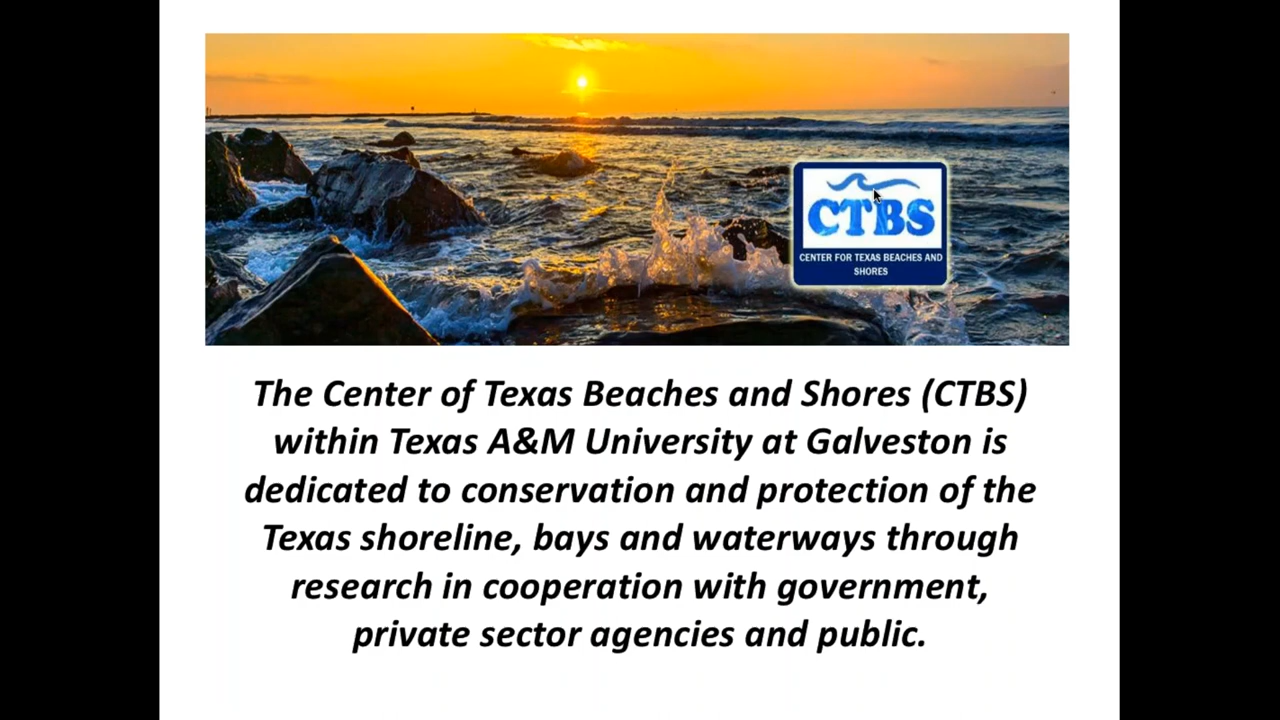 CTBS
CENTER FOR TEXAS BEACHES AND
SHORES
The Center of Texas Beaches and Shores (CTBS)
within Texas A&M University at Galveston is
dedicated to conservation and protection of the
Texas shoreline, bays and waterways through
research in cooperation with government,
private sector agencies and public.